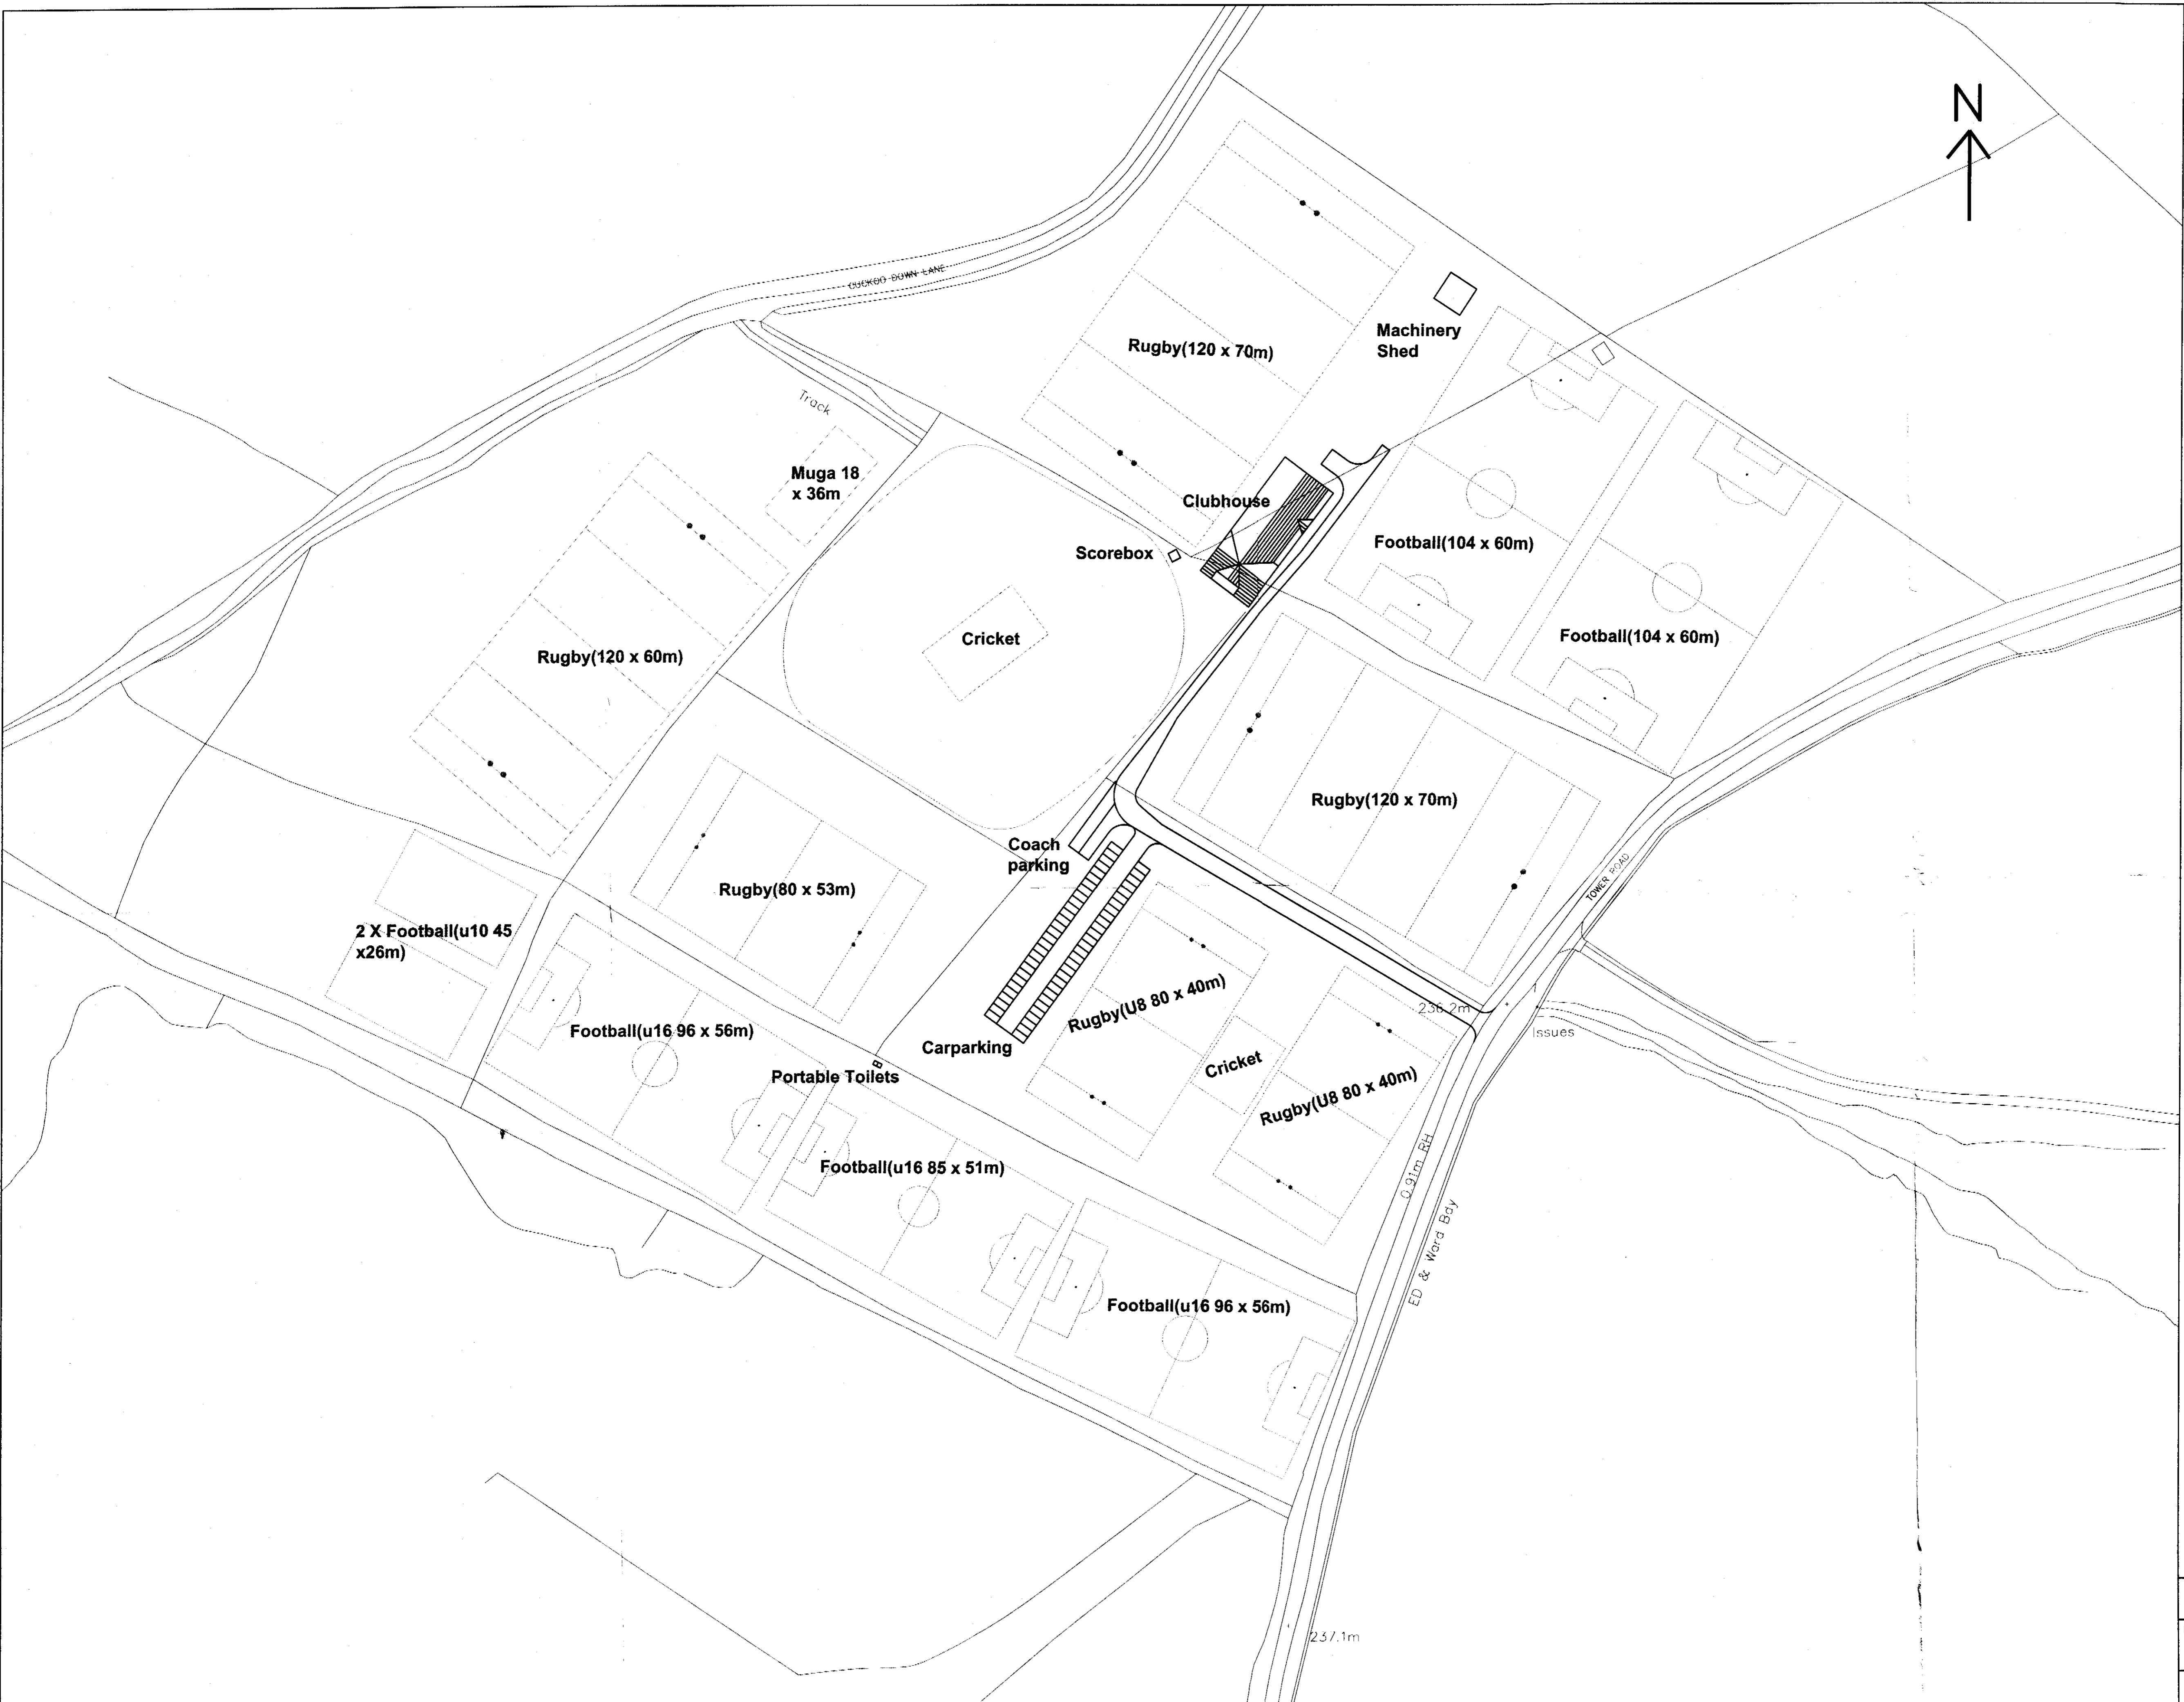 N
CUCKOO DOWN LANE
Rugby(120 x 70m)
Machinery
Shed
Track
Muga 18
x 36m
Clubhouse
Scorebox
Football(104 x 60m)
Cricket
Football(104 x 60m)
Rugby(120 x 60m)
Rugby(120 x 70m)
Coach
parking
TOWER ROAD
Rugby(80 x 53m)
2 X Football(u10 45
x26m)
Rugby(U8 80 x 40m)
236.2m
Issues
Football(u16 96 x 56m)
Carparking
Cricket
Portable Toilets
Rugby(U8 80 x 40m)
0.91m RH
Football(u16 85 x 51m)
ED & Ward Bdy
Football(u16 96 x 56m)
237.1m